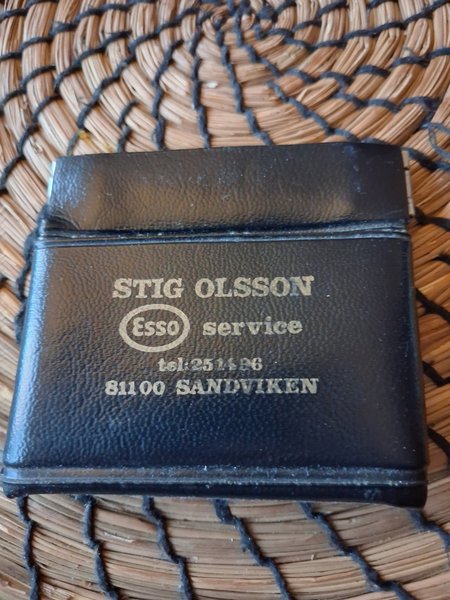 STIG OLSSON
Esso service
tel:251496
81100 SANDVIKEN